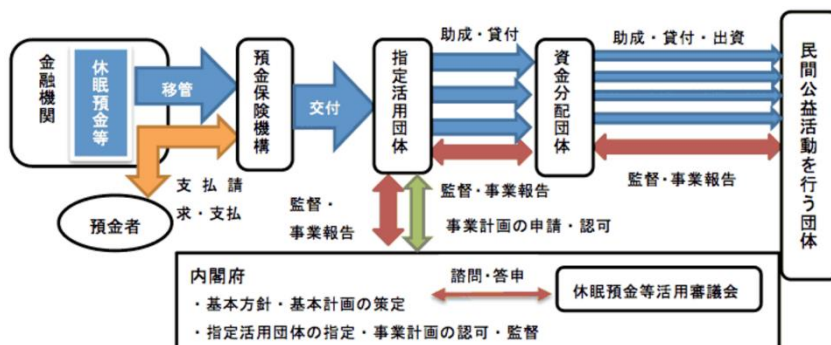 金融機関
休眠預金等
移管
預金保険機構
交付
指定活用団体
助成・貸付
資金分配団体
助成・貸付・出資
民間公益活動を行う団体
預金者
支払請
求・支払
監督・
事業報告
監督・事業報告
事業計画の申請・認可
監督・事業報告
内閣府
・基本方針・基本計画の策定
・指定活用団体の指定・事業計画の認可・監督
諮問・答申
休眠預金等活用審議会